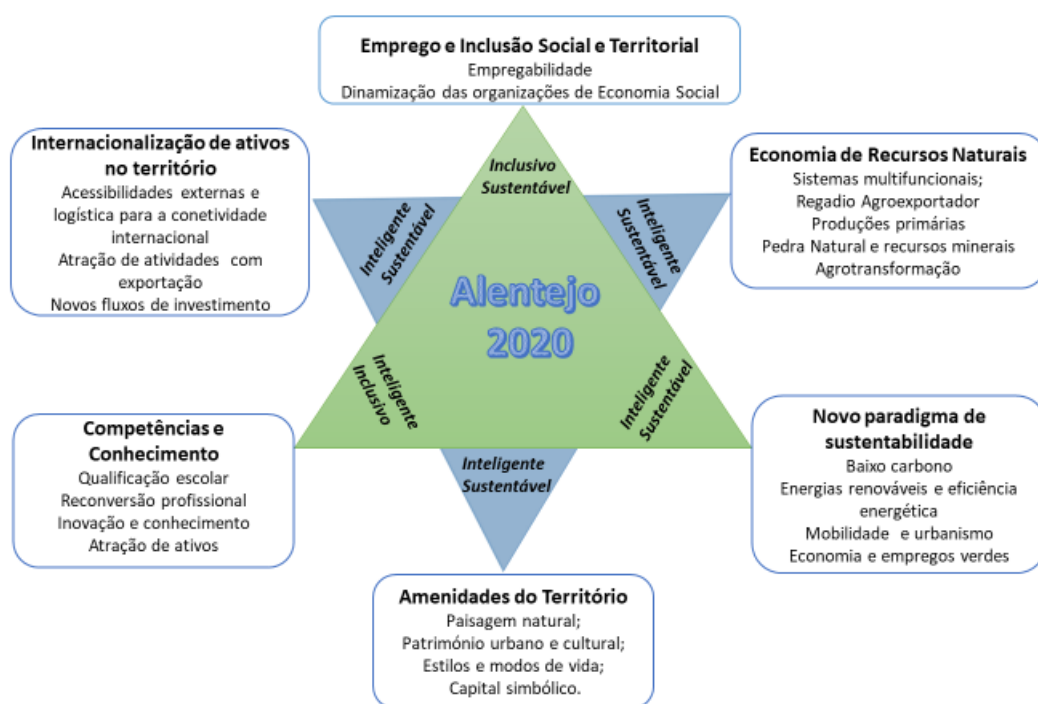 Emprego e Inclusão Social e Territorial
Empregabilidade
Dinamização das organizações de Economia Social
Internacionalização de ativos
no território
Acessibilidades externas e
logística para a conetividade
internacional
Atração de atividades com
exportação
Novos fluxos de investimento
Inclusivo
Sustentável
Economia de Recursos Naturais
Sistemas multifuncionais;
Regadio Agroexportador
Produções primárias
Pedra Natural e recursos minerais
Agrotransformação
Inteligente
Sustentável
Inteligente
Sustentável
Alentejo
2020
Inteligente
Inclusivo
Inteligente
Sustentável
Competências e
Conhecimento
Qualificação escolar
Reconversão profissional
Inovação e conhecimento
Atração de ativos
Inteligente
Sustentável
Novo paradigma de
sustentabilidade
Baixo carbono
Energias renováveis e eficiência
energética
Mobilidade e urbanismo
Economia e empregos verdes
Amenidades do Território
Paisagem natural;
Património urbano e cultural;
Estilos e modos de vida;
Capital simbólico.